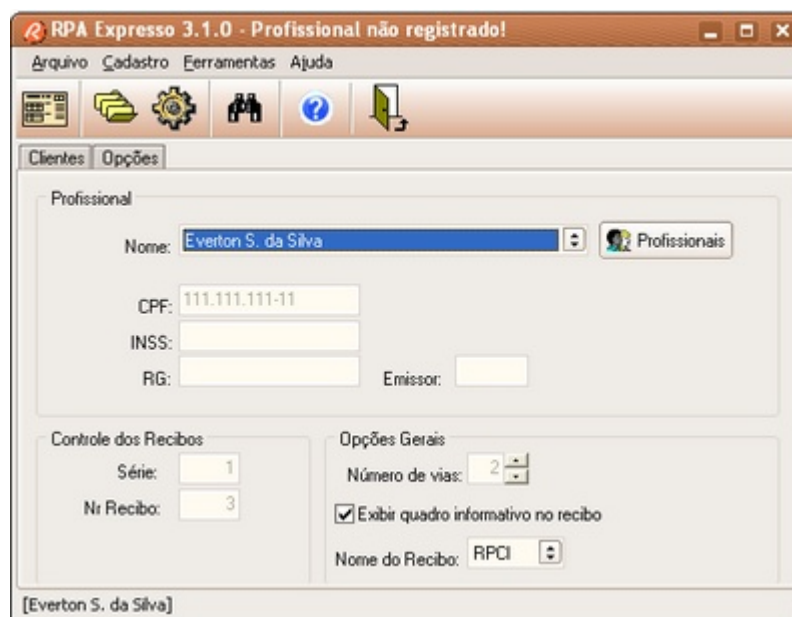 RPA Expresso 3.1.0 - Profissional não registrado!
Arquivo Cadastro Ferramentas Ajuda
Clientes Opções
Profissional
Nome: Everton S. da Silva Profissionais
CPF: 111.111.111-11
INSS:
RG: Emissor:
Controle dos Recibos
Série: 1
Nr Recibo: 3
Opções Gerais
Número de vias: 2
Exibir quadro informativo no recibo
Nome do Recibo: RPCI
[Everton S. da Silva]